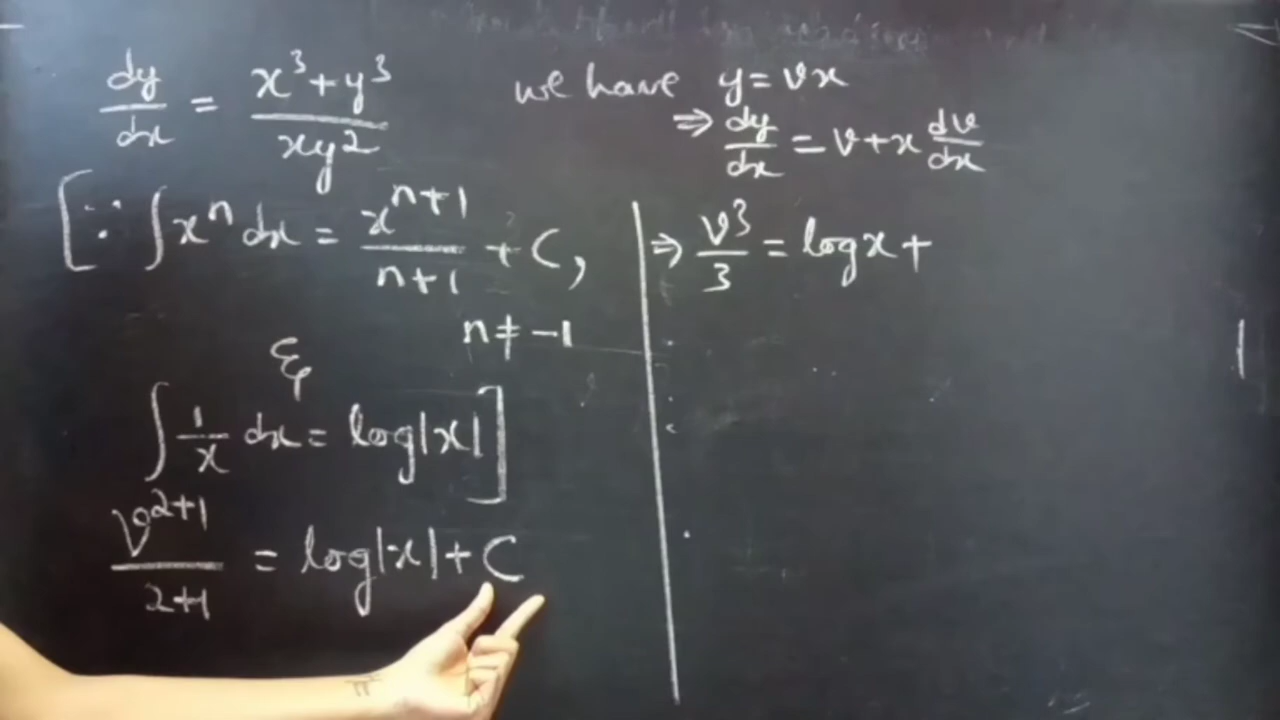 dy/dx = (x³+y³)/(xy²)
we have y = vx
⇒ dy/dx = v + x dv/dx
[∵ ∫ xⁿ dx = xⁿ⁺¹/(n+1) + C,
n ≠ -1
&
∫ 1/x dx = log|x|]
v²⁺¹/(2+1) = log|x| + C
⇒ v³/3 = log x +
π